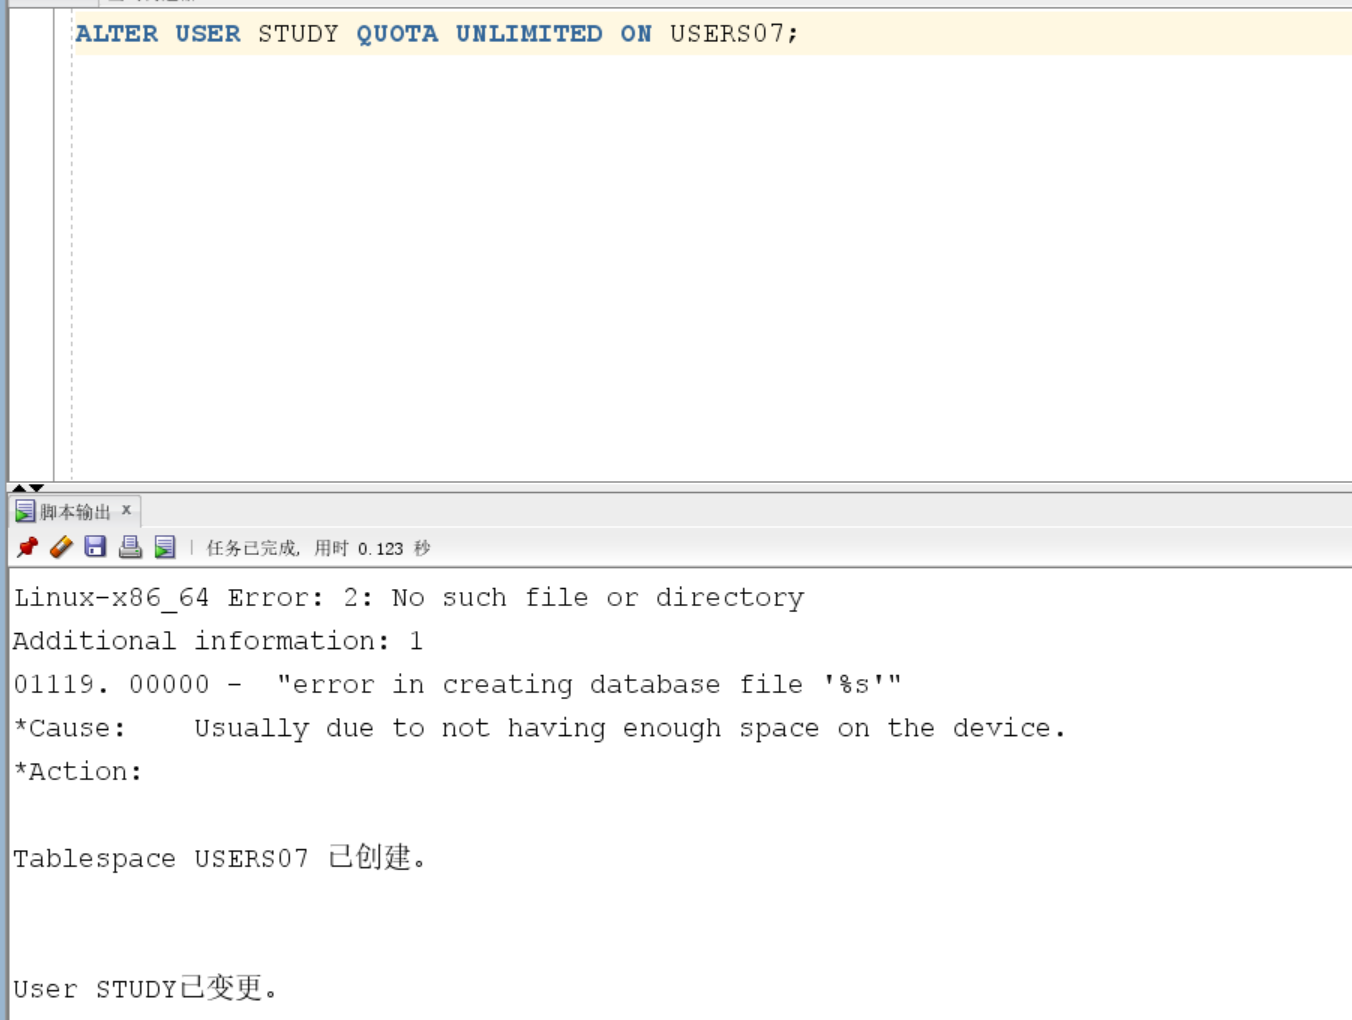 ALTER USER STUDY QUOTA UNLIMITED ON USERS07;
脚本输出 x
任务已完成, 用时 0.123 秒
Linux-x86_64 Error: 2: No such file or directory
Additional information: 1
01119. 00000 -  "error in creating database file '%s'"
*Cause:    Usually due to not having enough space on the device.
*Action:
Tablespace USERS07 已创建。
User STUDY已变更。